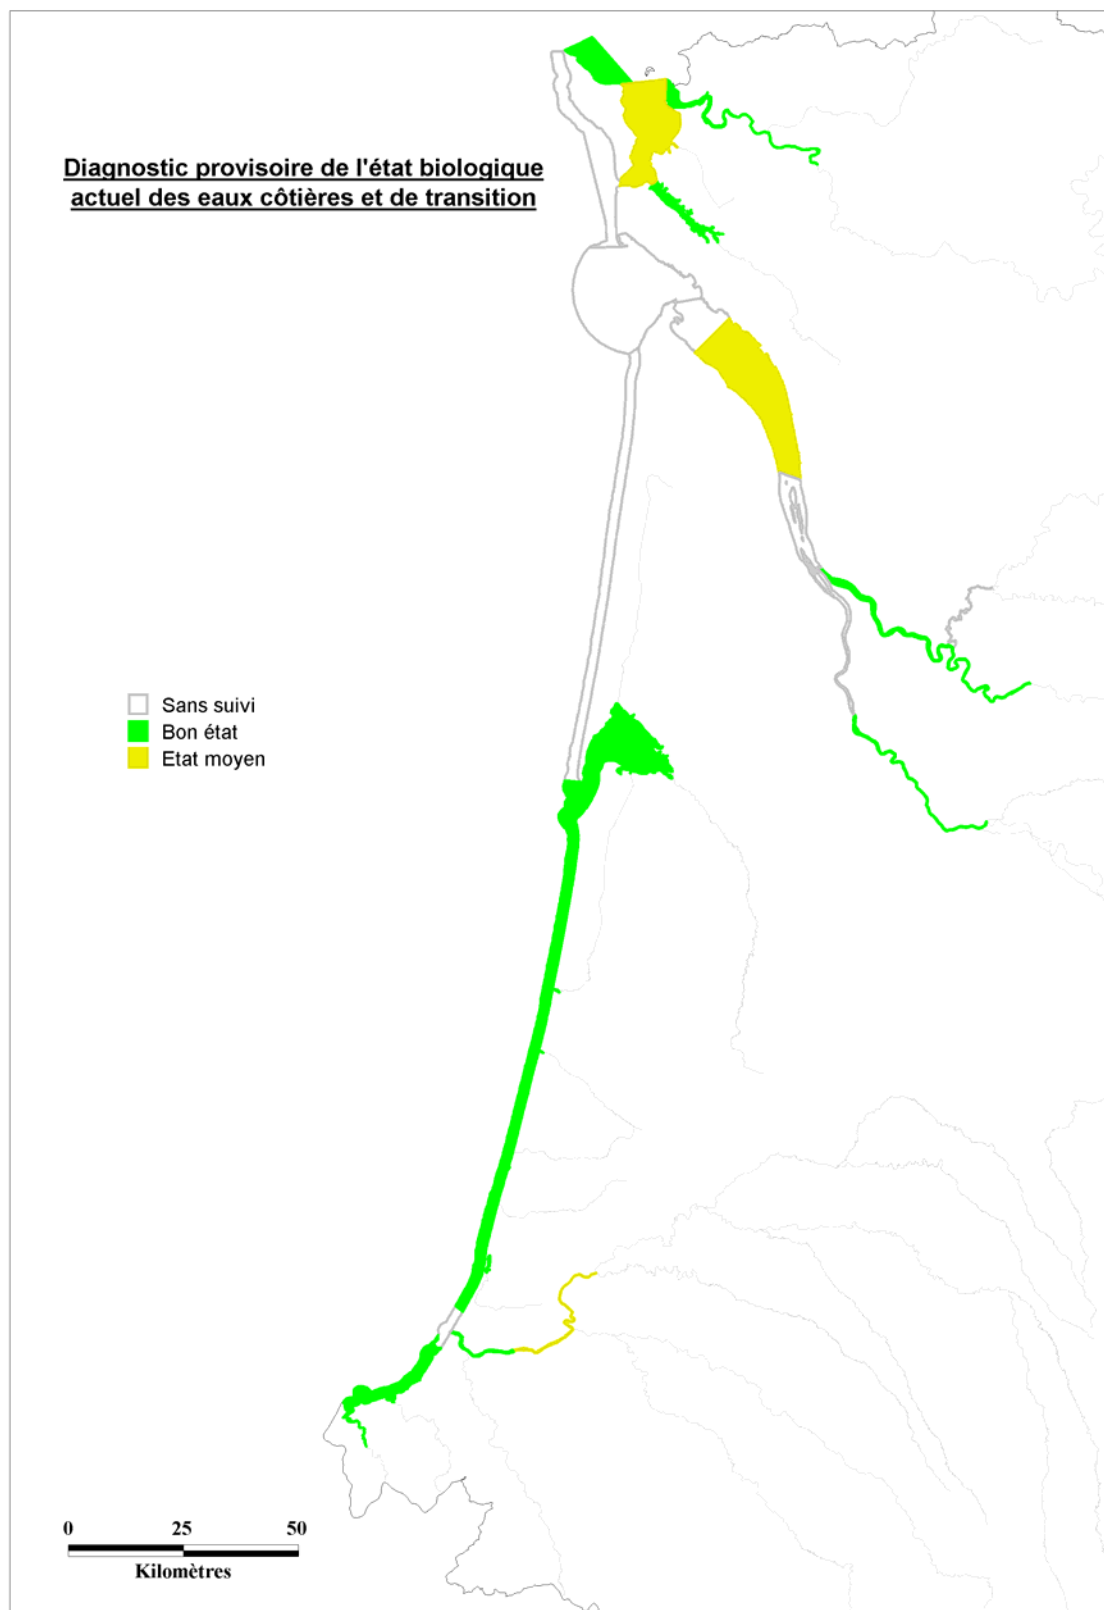 Diagnostic provisoire de l'état biologique
actuel des eaux côtières et de transition
Sans suivi
Bon état
Etat moyen
0 25 50
Kilomètres